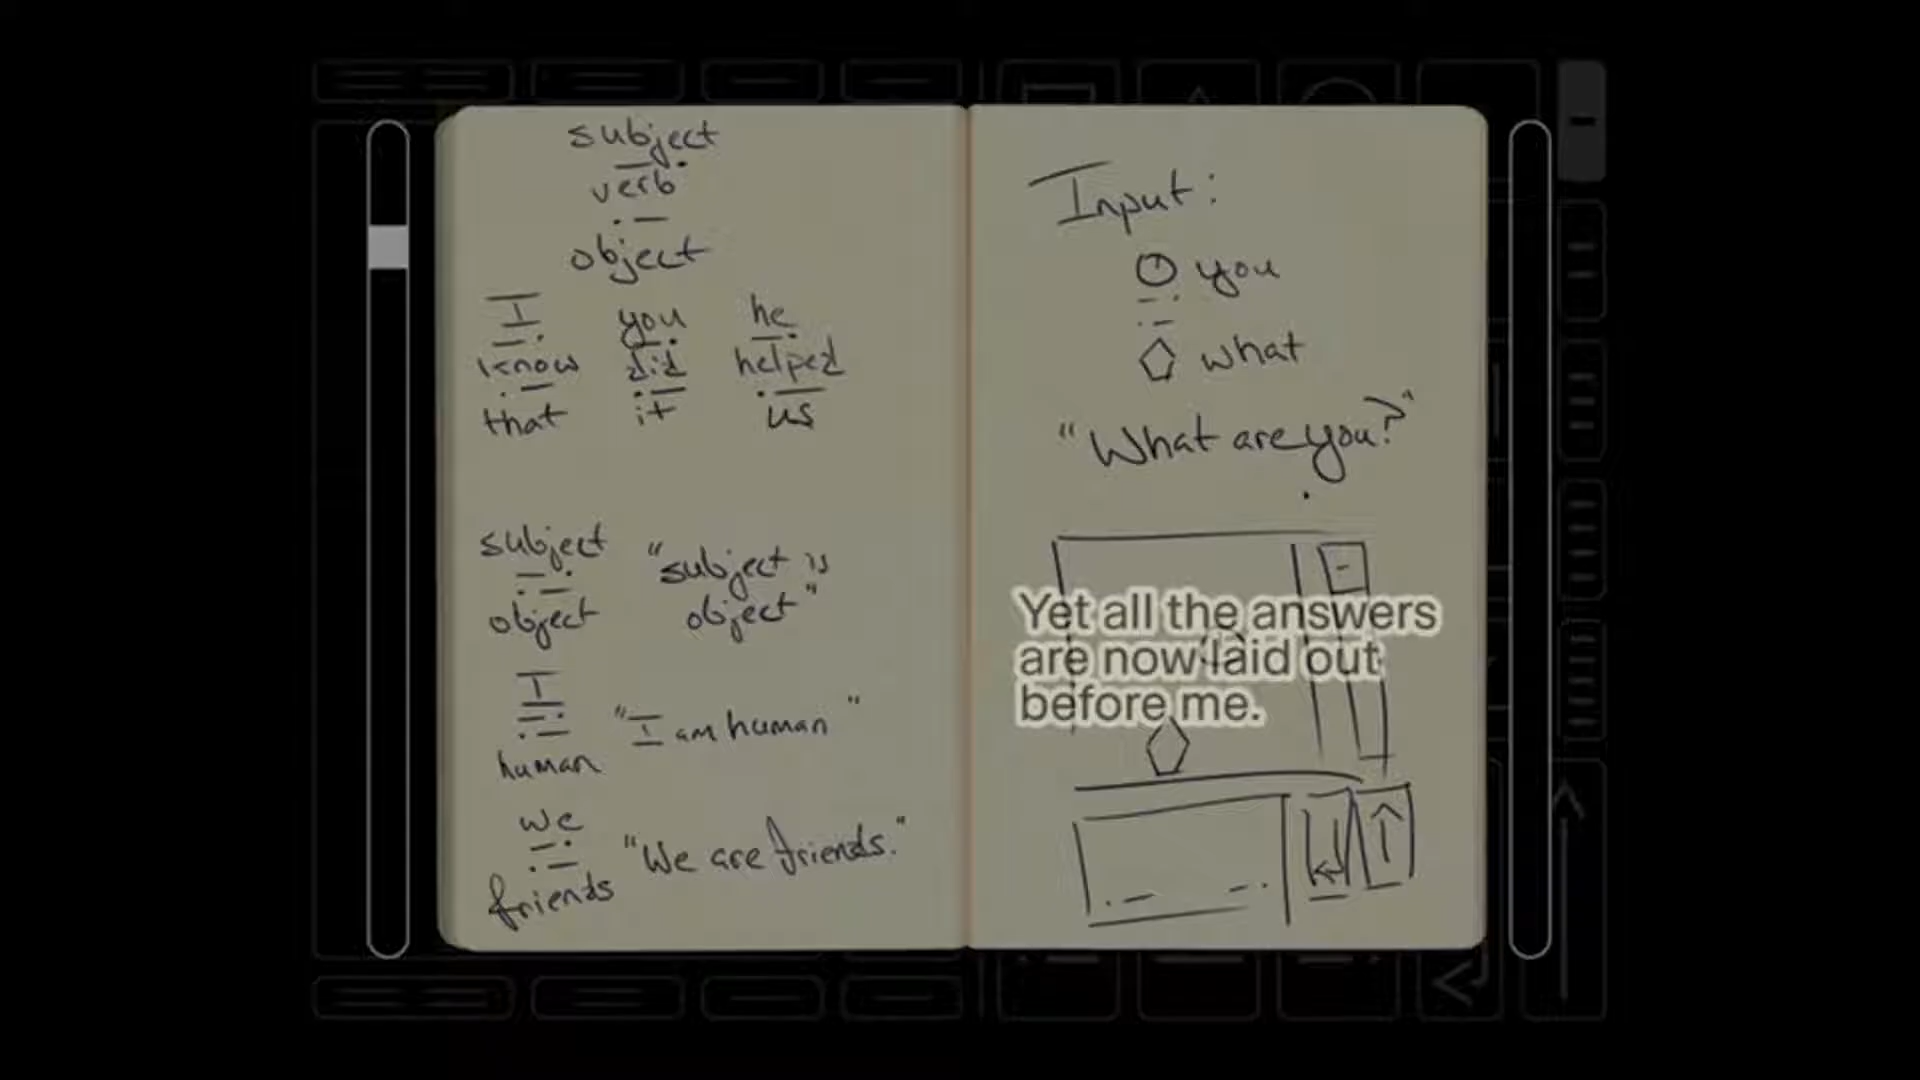 subject
verb
object
I you he
know did helped
that it us
subject "subject is
object object"
I
human "I am human"
we
friends "We are friends."
Input:
you
what
"What are you?"
Yet all the answers
are now laid out
before me.